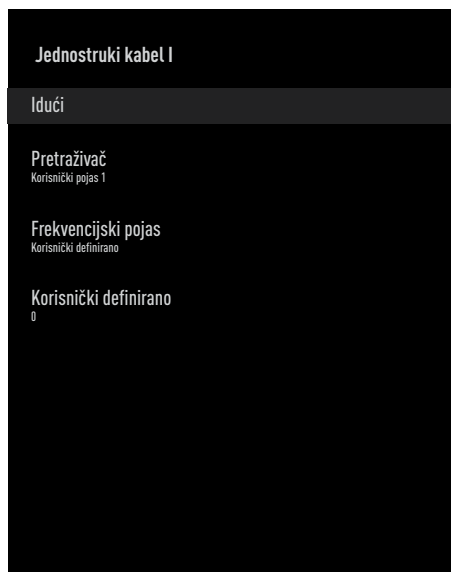 Jednostruki kabel I
Idući
Pretraživač
Korisnički pojas 1
Frekvencijski pojas
Korisnički definirano
Korisnički definirano
0